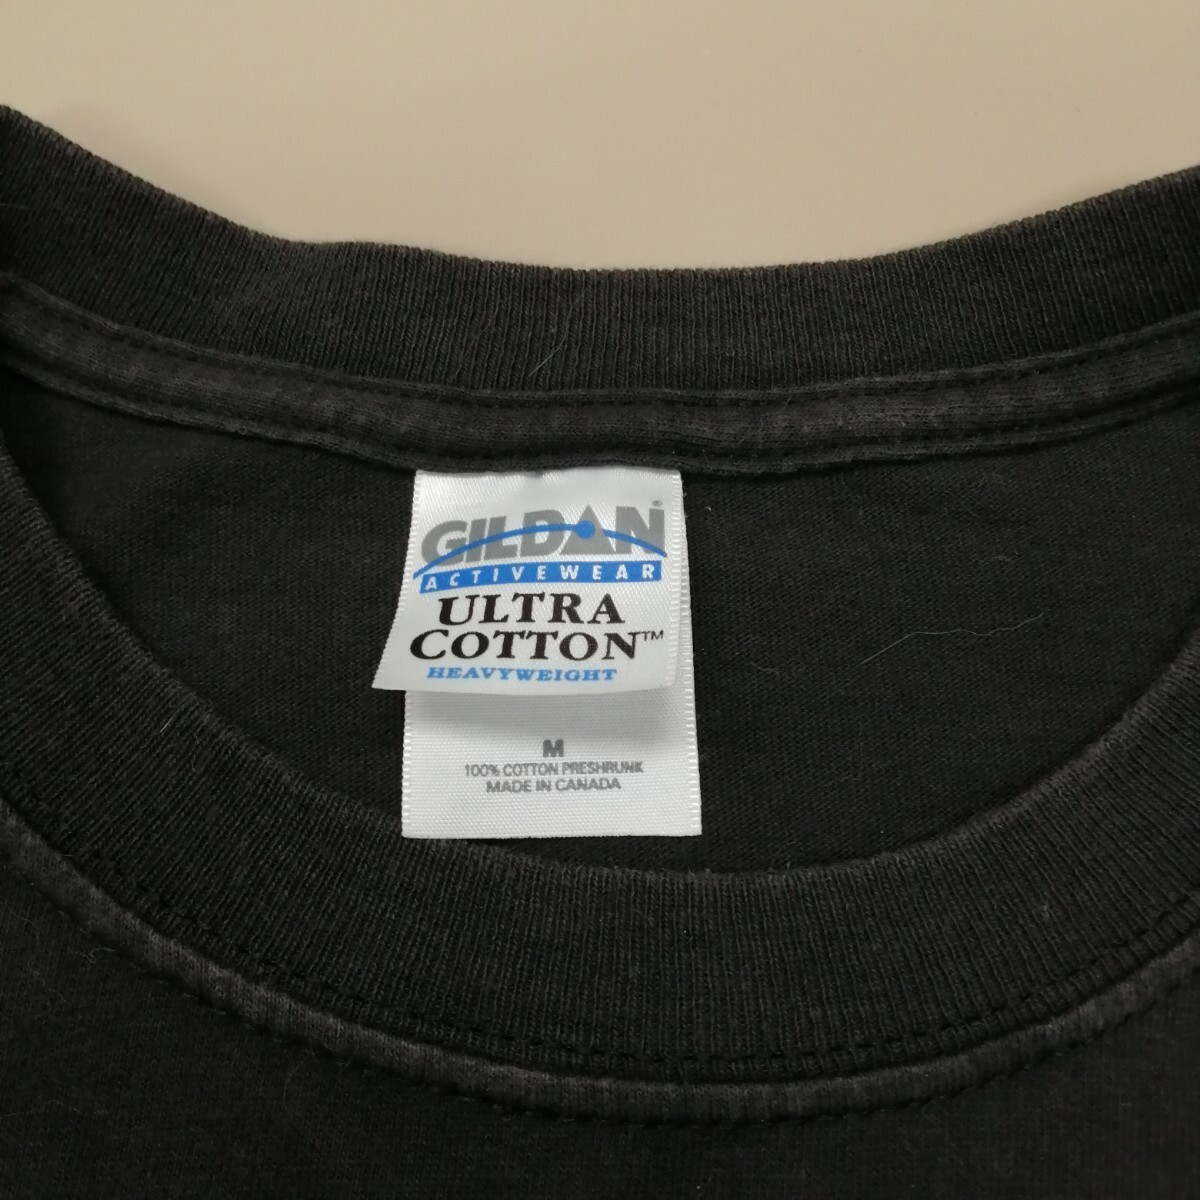 GILDAN®
ACTIVEWEAR
ULTRA
COTTON™
HEAVYWEIGHT
M
100% COTTON PRESHRUNK
MADE IN CANADA